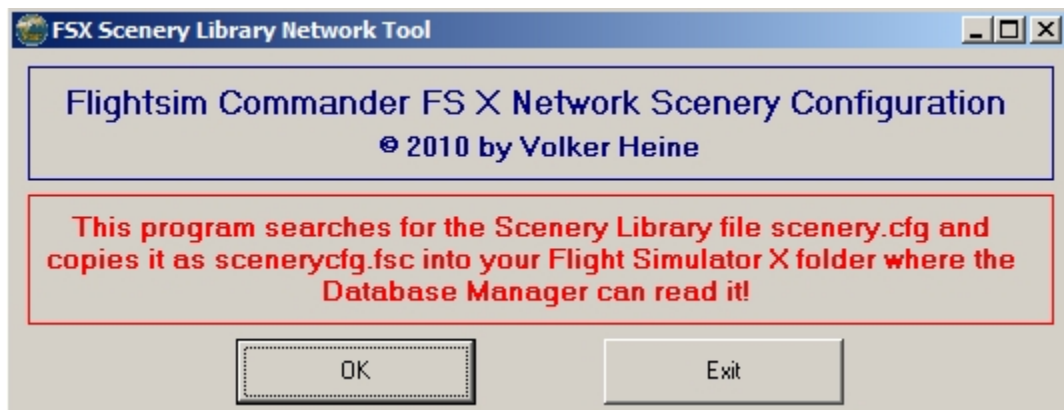 FSX Scenery Library Network Tool
Flightsim Commander FS X Network Scenery Configuration
© 2010 by Volker Heine
This program searches for the Scenery Library file scenery.cfg and
copies it as scenerycfg.fsc into your Flight Simulator X folder where the
Database Manager can read it!
OK
Exit